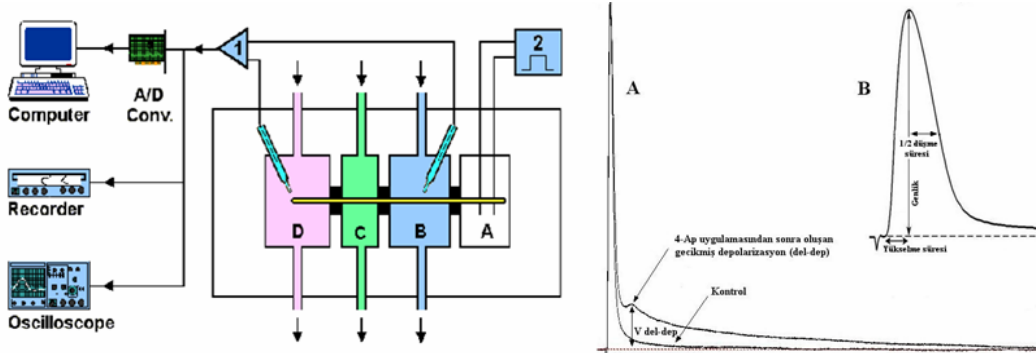 1
2
Computer
A/D
Conv.
Recorder
Oscilloscope
D
C
B
A
A
B
1/2 düşme
süresi
Genlik
Yükselme süresi
4-Ap uygulamasından sonra oluşan
gecikmiş depolarizasyon (del-dep)
Kontrol
V del-dep